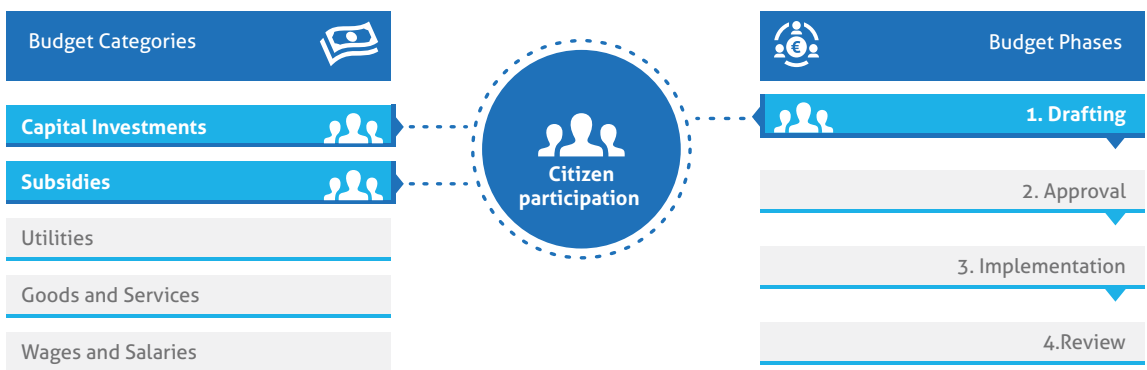 Budget Categories
Capital Investments
Subsidies
Utilities
Goods and Services
Wages and Salaries
Citizen
participation
€
Budget Phases
1. Drafting
2. Approval
3. Implementation
4.Review